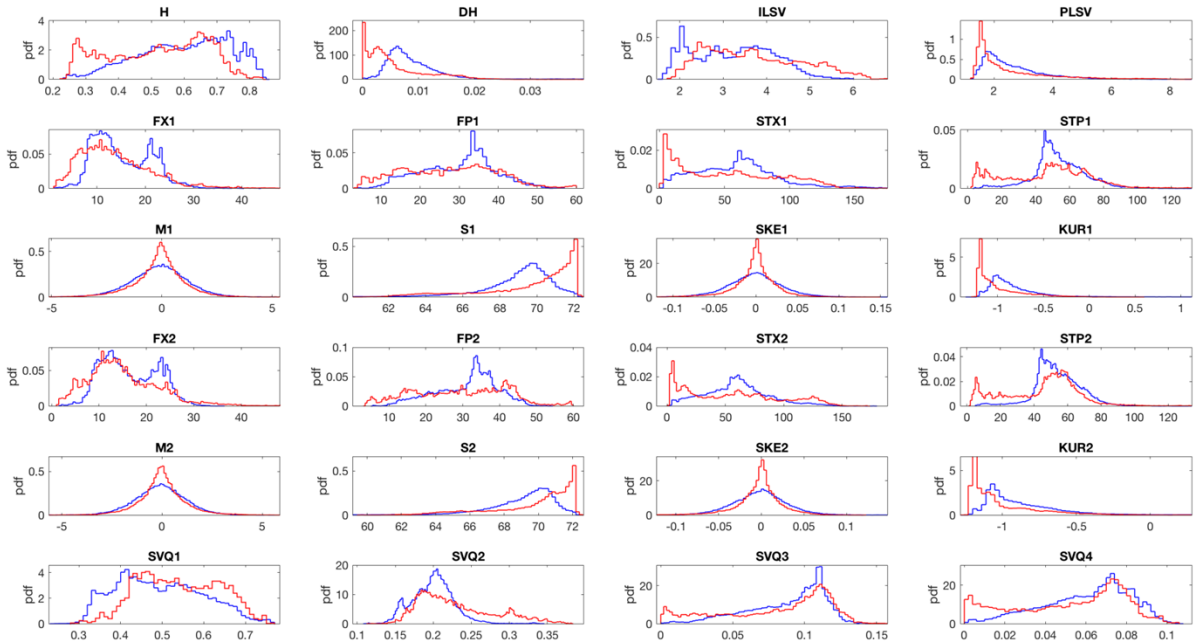 H DH ILSV PLSV
pdf 4 2 0 pdf 200 100 0 pdf 0.6 0.4 0.2 0 pdf 1 0.5 0
0.2 0.3 0.4 0.5 0.6 0.7 0.8 0 0.01 0.02 0.03 2 3 4 5 6 2 4 6 8
FX1 FP1 STX1 STP1
pdf 0.05 0 pdf 0.05 0 pdf 0.02 0 pdf 0.05 0
0 10 20 30 40 10 20 30 40 50 60 0 50 100 150 0 20 40 60 80 100 120
M1 S1 SKE1 KUR1
pdf 0.5 0 pdf 0.5 0 pdf 20 0 pdf 5 0
-5 0 5 62 64 66 68 70 72 -0.1 -0.05 0 0.05 0.1 0.15 -1 -0.5 0 0.5 1
FX2 FP2 STX2 STP2
pdf 0.05 0 pdf 0.1 0.05 0 pdf 0.04 0.02 0 pdf 0.04 0.02 0
0 10 20 30 40 0 10 20 30 40 50 60 0 50 100 150 0 20 40 60 80 100 120
M2 S2 SKE2 KUR2
pdf 0.5 0 pdf 0.5 0 pdf 20 0 pdf 5 0
-5 0 5 60 62 64 66 68 70 72 -0.1 -0.05 0 0.05 0.1 -1 -0.5 0
SVQ1 SVQ2 SVQ3 SVQ4
pdf 4 2 0 pdf 20 10 0 pdf 20 0 pdf 20 0
0.3 0.4 0.5 0.6 0.7 0.1 0.15 0.2 0.25 0.3 0.35 0 0.05 0.1 0.15 0 0.02 0.04 0.06 0.08 0.1